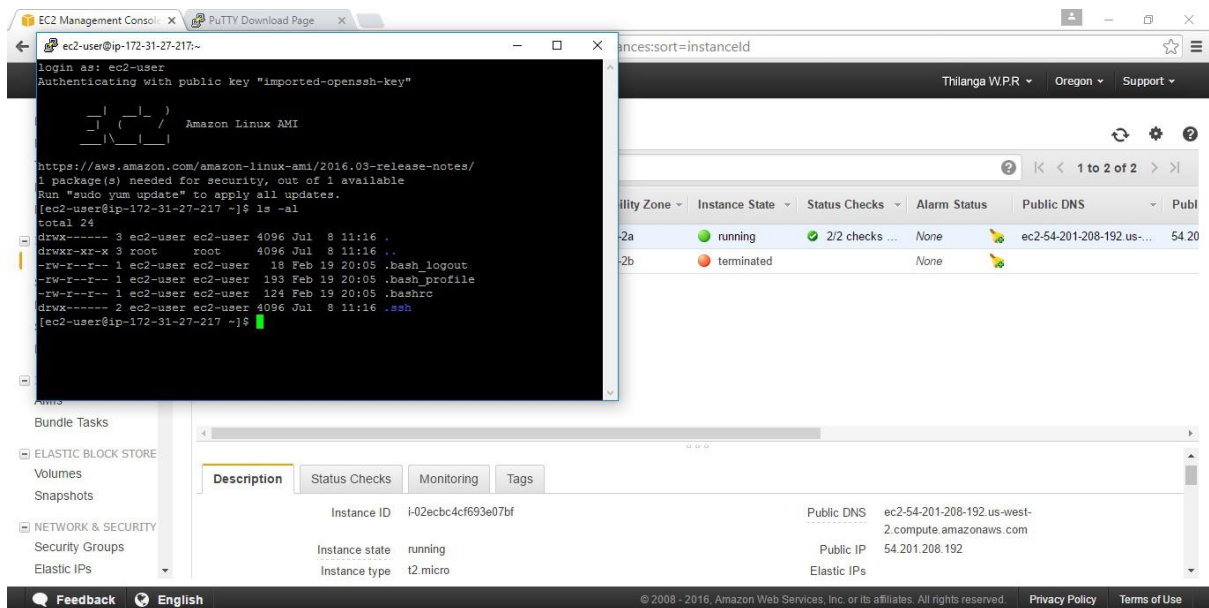 EC2 Management Console
PuTTY Download Page
ec2-user@ip-172-31-27-217:~
ances:sort=instanceId
login as: ec2-user
Authenticating with public key "imported-openssh-key"
__|  __|_  )
_|  (     /   Amazon Linux AMI
___|\___|___|
https://aws.amazon.com/amazon-linux-ami/2016.03-release-notes/
1 package(s) needed for security, out of 1 available
Run "sudo yum update" to apply all updates.
[ec2-user@ip-172-31-27-217 ~]$ ls -al
total 24
drwx------ 3 ec2-user ec2-user 4096 Jul  8 11:16 .
drwxr-xr-x 3 root     root     4096 Jul  8 11:16 ..
-rw-r--r-- 1 ec2-user ec2-user   18 Feb 19 20:05 .bash_logout
-rw-r--r-- 1 ec2-user ec2-user  193 Feb 19 20:05 .bash_profile
-rw-r--r-- 1 ec2-user ec2-user  124 Feb 19 20:05 .bashrc
drwx------ 2 ec2-user ec2-user 4096 Jul  8 11:16 .ssh
[ec2-user@ip-172-31-27-217 ~]$
Thilanga W.P.R Oregon Support
1 to 2 of 2
ility Zone Instance State Status Checks Alarm Status Public DNS Publ
-2a running 2/2 checks ... None ec2-54-201-208-192.us-... 54.20
-2b terminated None
AMIs
Bundle Tasks
ELASTIC BLOCK STORE
Volumes
Snapshots
NETWORK & SECURITY
Security Groups
Elastic IPs
Description Status Checks Monitoring Tags
Instance ID i-02ecbc4cf693e07bf
Instance state running
Instance type t2.micro
Public DNS ec2-54-201-208-192.us-west-
2.compute.amazonaws.com
Public IP 54.201.208.192
Elastic IPs
Feedback English
© 2008 - 2016, Amazon Web Services, Inc. or its affiliates. All rights reserved. Privacy Policy Terms of Use